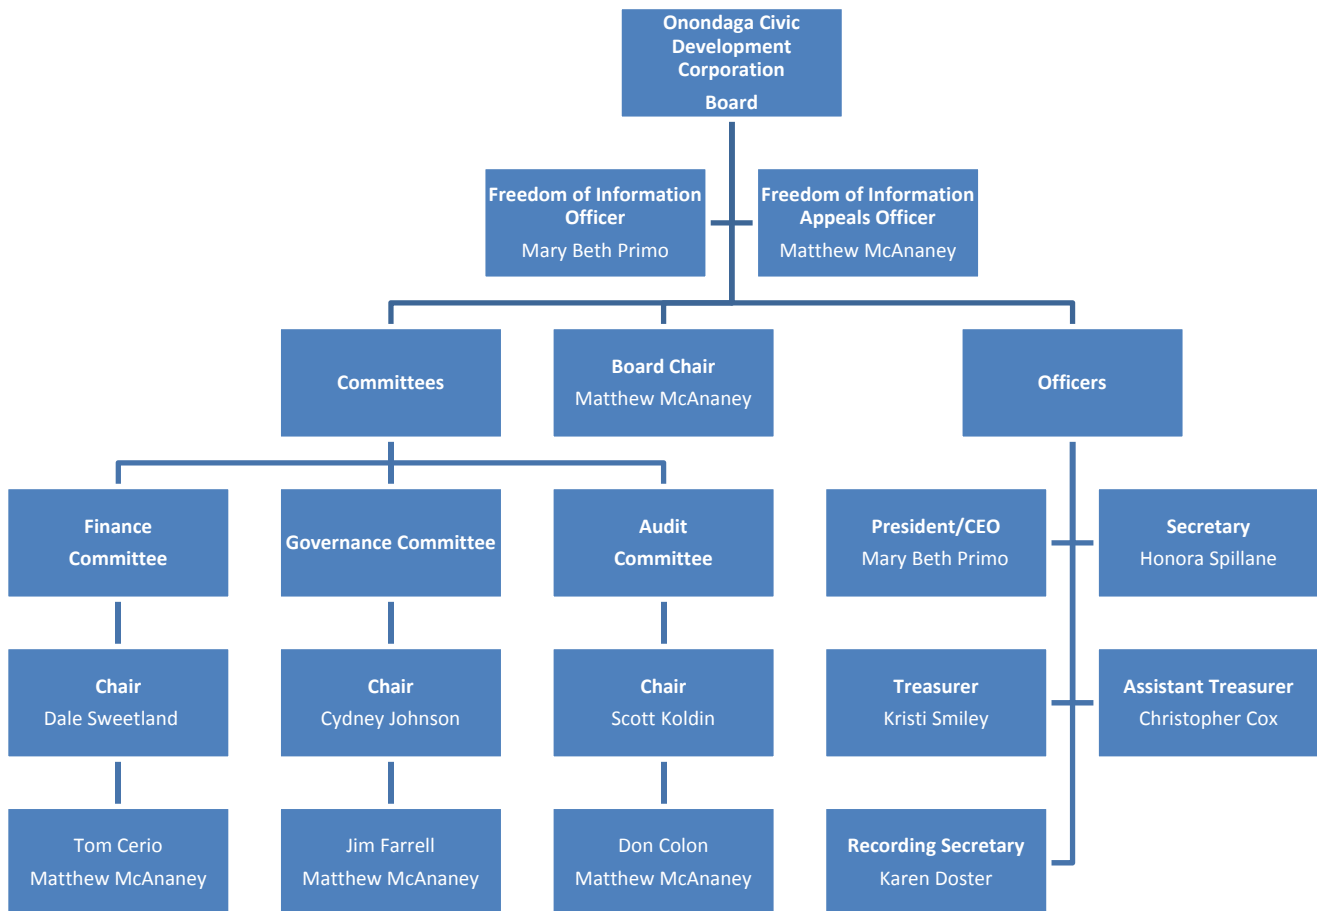 Onondaga Civic
Development
Corporation
Board
Freedom of Information
Officer
Mary Beth Primo
Freedom of Information
Appeals Officer
Matthew McAnaney
Committees
Board Chair
Matthew McAnaney
Officers
Finance
Committee
Governance Committee
Audit
Committee
President/CEO
Mary Beth Primo
Secretary
Honora Spillane
Chair
Dale Sweetland
Chair
Cydney Johnson
Chair
Scott Koldin
Treasurer
Kristi Smiley
Assistant Treasurer
Christopher Cox
Tom Cerio
Matthew McAnaney
Jim Farrell
Matthew McAnaney
Don Colon
Matthew McAnaney
Recording Secretary
Karen Doster